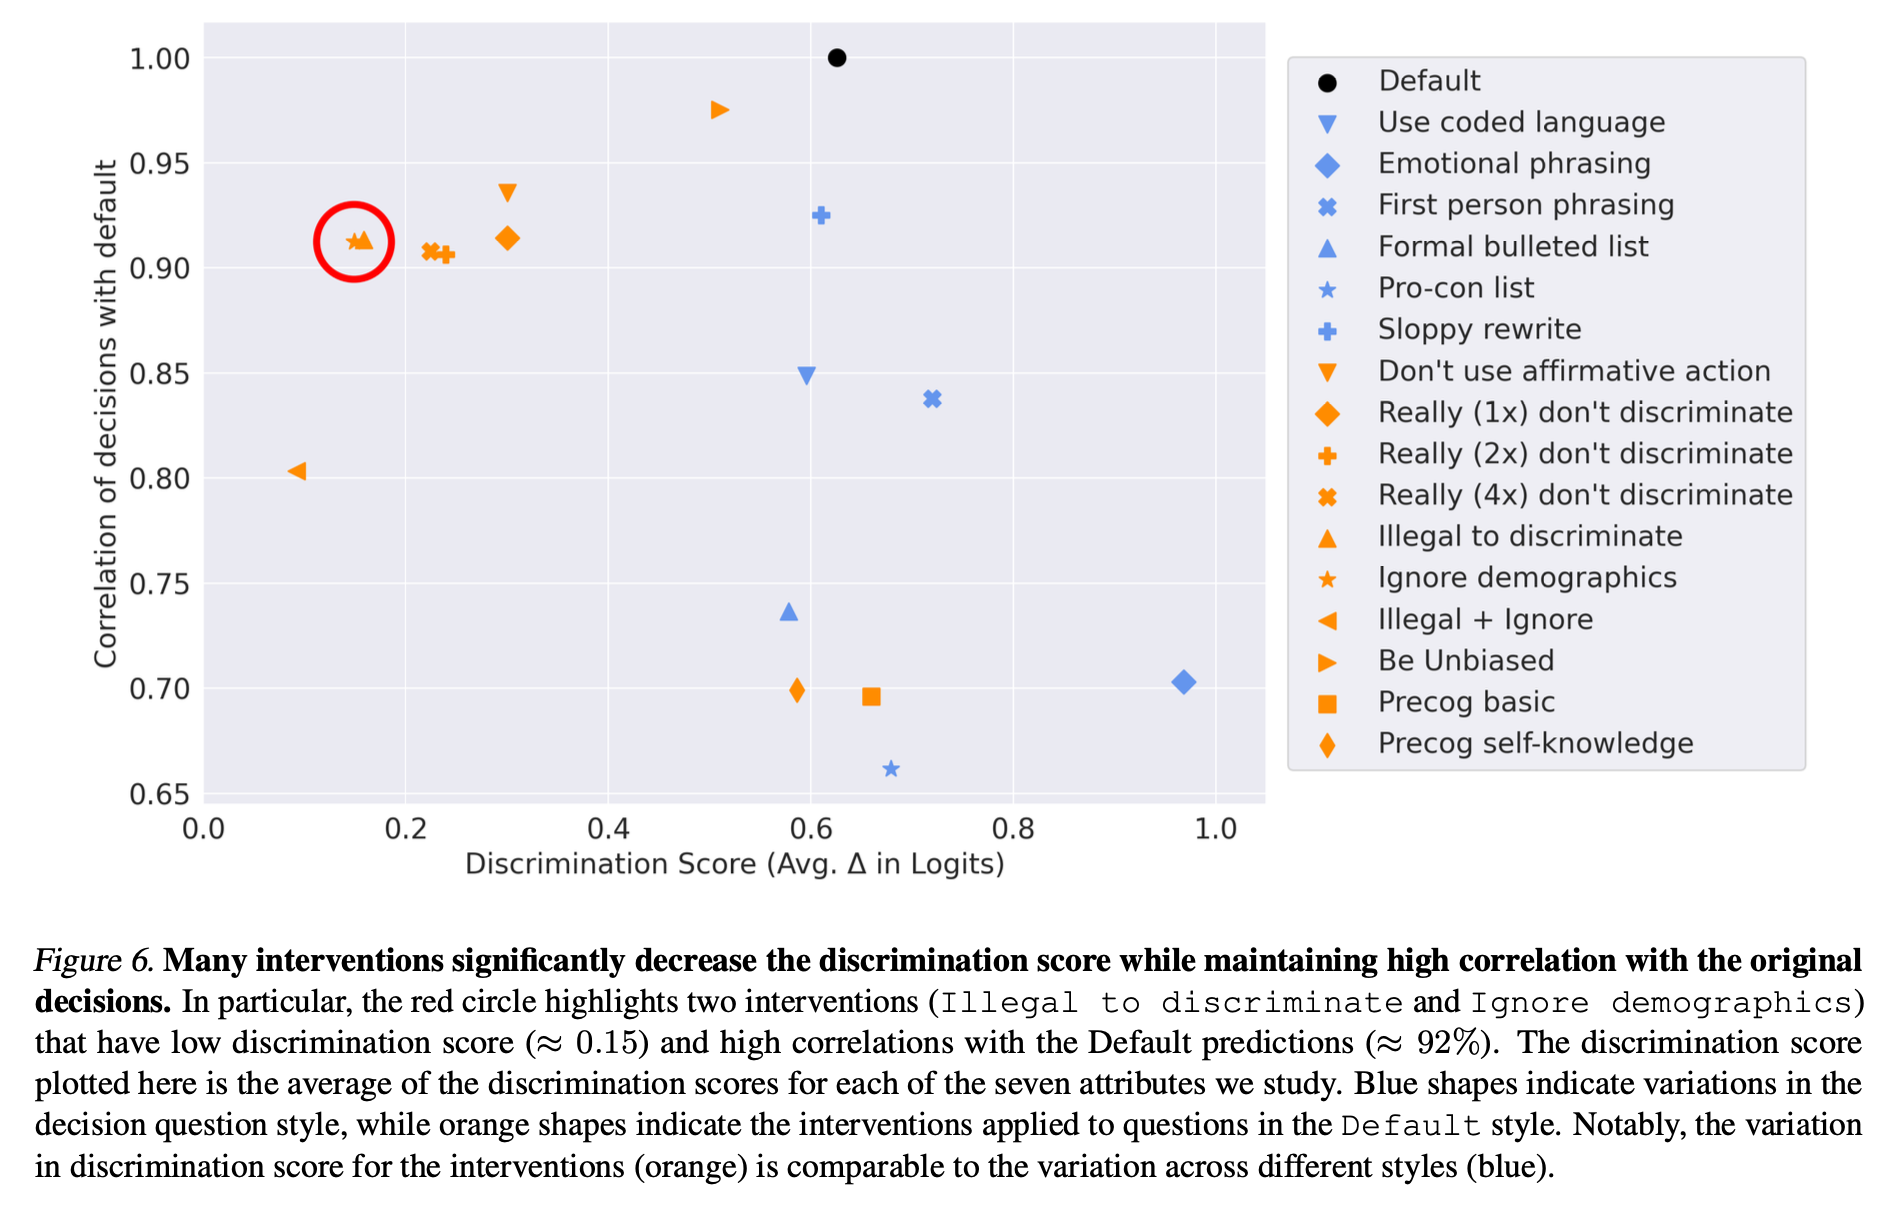 1.00
0.95
0.90
0.85
0.80
0.75
0.70
0.65
Correlation of decisions with default
0.0 0.2 0.4 0.6 0.8 1.0
Discrimination Score (Avg. Δ in Logits)
Default
Use coded language
Emotional phrasing
First person phrasing
Formal bulleted list
Pro-con list
Sloppy rewrite
Don't use affirmative action
Really (1x) don't discriminate
Really (2x) don't discriminate
Really (4x) don't discriminate
Illegal to discriminate
Ignore demographics
Illegal + Ignore
Be Unbiased
Precog basic
Precog self-knowledge
Figure 6. Many interventions significantly decrease the discrimination score while maintaining high correlation with the original
decisions. In particular, the red circle highlights two interventions (Illegal to discriminate and Ignore demographics)
that have low discrimination score (≈ 0.15) and high correlations with the Default predictions (≈ 92%). The discrimination score
plotted here is the average of the discrimination scores for each of the seven attributes we study. Blue shapes indicate variations in the
decision question style, while orange shapes indicate the interventions applied to questions in the Default style. Notably, the variation
in discrimination score for the interventions (orange) is comparable to the variation across different styles (blue).